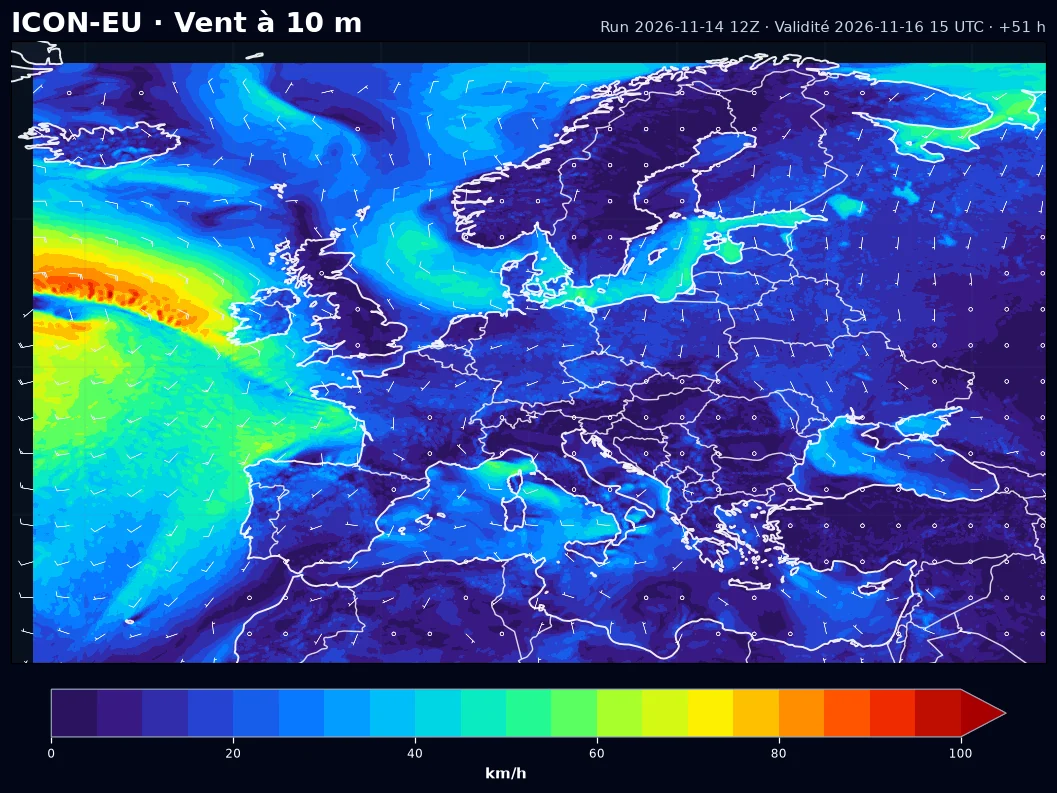 ICON-EU · Vent à 10 m
Run 2026-11-14 12Z · Validité 2026-11-16 15 UTC · +51 h
0 20 40 60 80 100
km/h